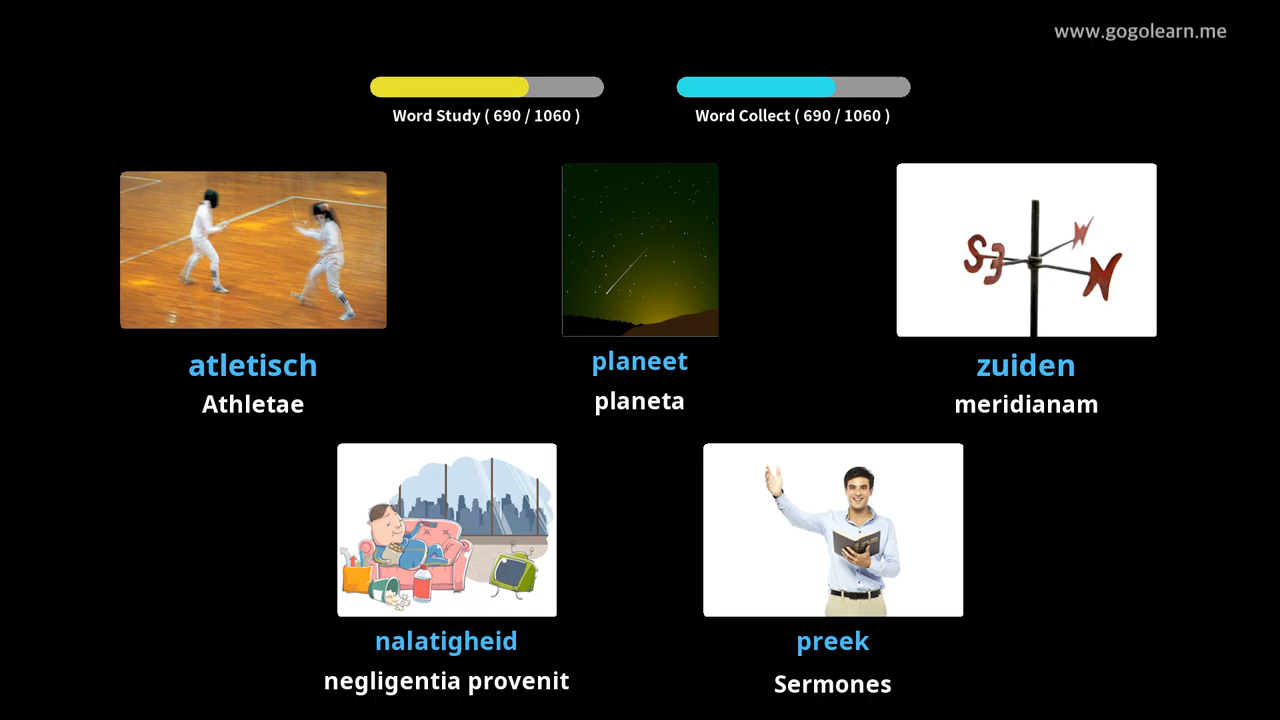 www.gogolearn.me
Word Study ( 690 / 1060 )
Word Collect ( 690 / 1060 )
atletisch
Athletae
planeet
planeta
zuiden
meridianam
S
E
N
nalatigheid
negligentia provenit
preek
Sermones